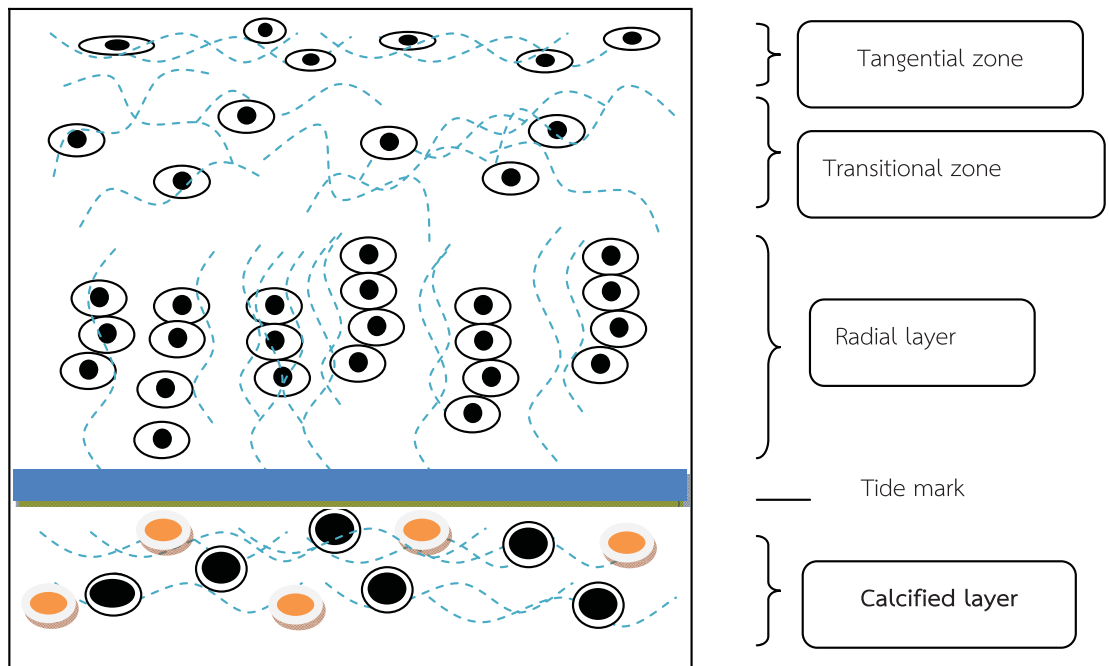 Tangential zone
Transitional zone
Radial layer
Tide mark
Calcified layer